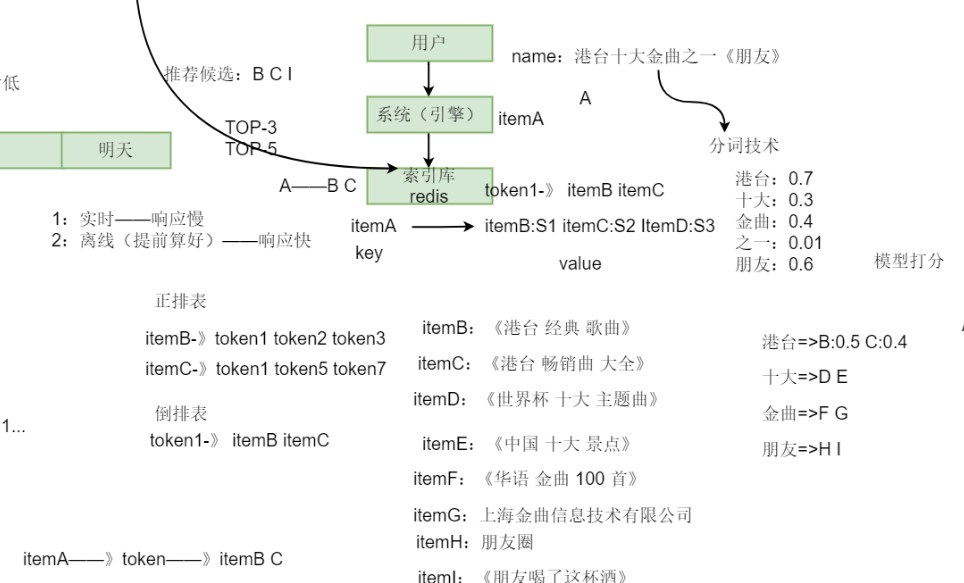 用户
name：港台十大金曲之一《朋友》
推荐候选：B C I
低
A
系统（引擎）
itemA
TOP-3
TOP-5
明天
分词技术
索引库
redis
A——B C
token1-》 itemB itemC
港台：0.7
十大：0.3
金曲：0.4
之一：0.01
朋友：0.6
1：实时——响应慢
2：离线（提前算好）——响应快
itemA
itemB:S1 itemC:S2 ItemD:S3
key
value
模型打分
正排表
itemB-》token1 token2 token3
itemC-》token1 token5 token7
倒排表
token1-》 itemB itemC
1...
itemA——》token——》itemB C
itemB：《港台 经典 歌曲》
itemC：《港台 畅销曲 大全》
itemD：《世界杯 十大 主题曲》
itemE：《中国 十大 景点》
itemF：《华语 金曲 100 首》
itemG：上海金曲信息技术有限公司
itemH：朋友圈
itemI：《朋友喝了这杯酒》
港台=>B:0.5 C:0.4
十大=>D E
金曲=>F G
朋友=>H I